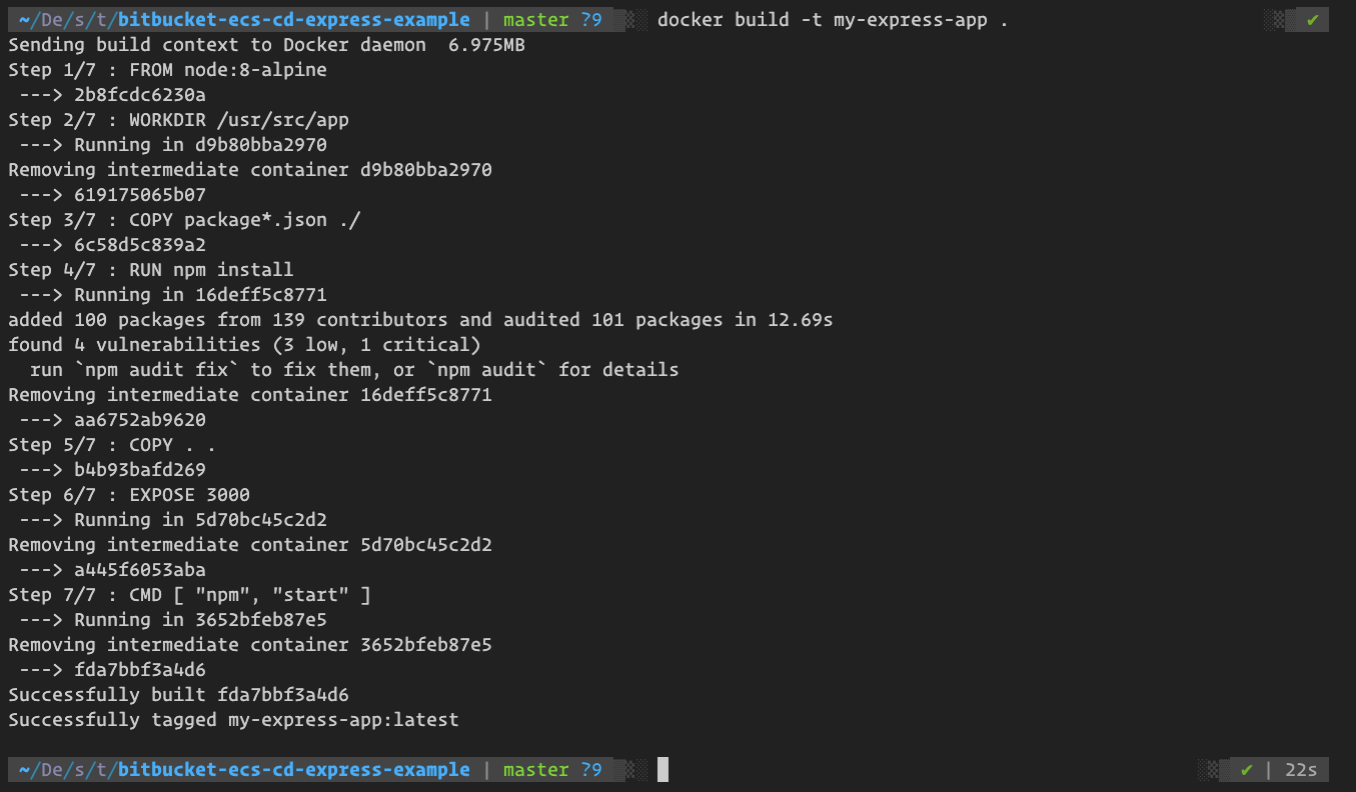 ~/De/s/t/bitbucket-ecs-cd-express-example | master ?9 docker build -t my-express-app . ✔
Sending build context to Docker daemon  6.975MB
Step 1/7 : FROM node:8-alpine
 ---> 2b8fcdc6230a
Step 2/7 : WORKDIR /usr/src/app
 ---> Running in d9b80bba2970
Removing intermediate container d9b80bba2970
 ---> 619175065b07
Step 3/7 : COPY package*.json ./
 ---> 6c58d5c839a2
Step 4/7 : RUN npm install
 ---> Running in 16deff5c8771
added 100 packages from 139 contributors and audited 101 packages in 12.69s
found 4 vulnerabilities (3 low, 1 critical)
  run `npm audit fix` to fix them, or `npm audit` for details
Removing intermediate container 16deff5c8771
 ---> aa6752ab9620
Step 5/7 : COPY . .
 ---> b4b93bafd269
Step 6/7 : EXPOSE 3000
 ---> Running in 5d70bc45c2d2
Removing intermediate container 5d70bc45c2d2
 ---> a445f6053aba
Step 7/7 : CMD [ "npm", "start" ]
 ---> Running in 3652bfeb87e5
Removing intermediate container 3652bfeb87e5
 ---> fda7bbf3a4d6
Successfully built fda7bbf3a4d6
Successfully tagged my-express-app:latest
~/De/s/t/bitbucket-ecs-cd-express-example | master ?9 ✔ | 22s